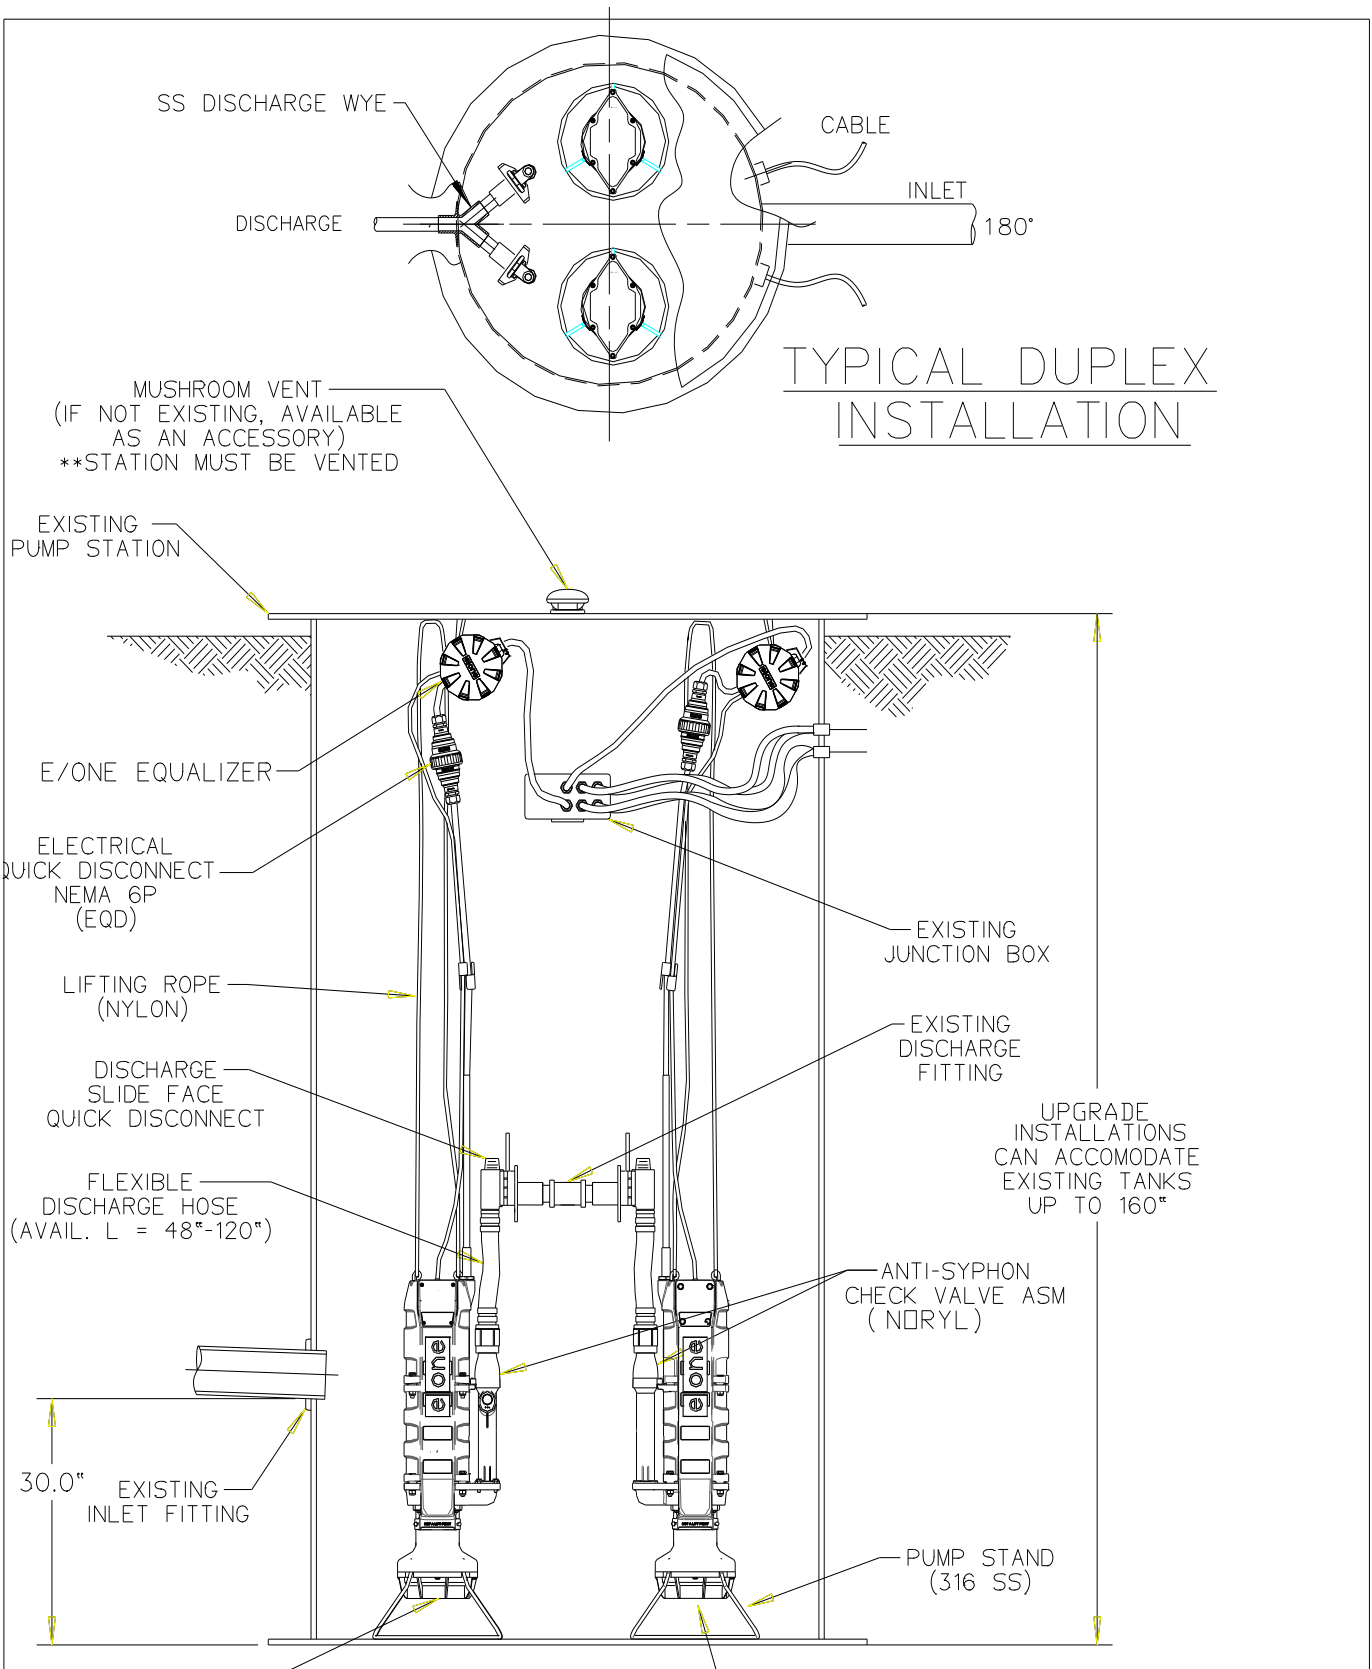 SS DISCHARGE WYE
CABLE
INLET
180°
DISCHARGE
TYPICAL DUPLEX
INSTALLATION
MUSHROOM VENT
(IF NOT EXISTING, AVAILABLE
AS AN ACCESSORY)
**STATION MUST BE VENTED
EXISTING
PUMP STATION
E/ONE EQUALIZER
ELECTRICAL
QUICK DISCONNECT
NEMA 6P
(EQD)
EXISTING
JUNCTION BOX
LIFTING ROPE
(NYLON)
EXISTING
DISCHARGE
FITTING
DISCHARGE
SLIDE FACE
QUICK DISCONNECT
UPGRADE
INSTALLATIONS
CAN ACCOMODATE
EXISTING TANKS
UP TO 160"
FLEXIBLE
DISCHARGE HOSE
(AVAIL. L = 48"-120")
ANTI-SYPHON
CHECK VALVE ASM
(NORYL)
e one
e one
30.0"
EXISTING
INLET FITTING
PUMP STAND
(316 SS)